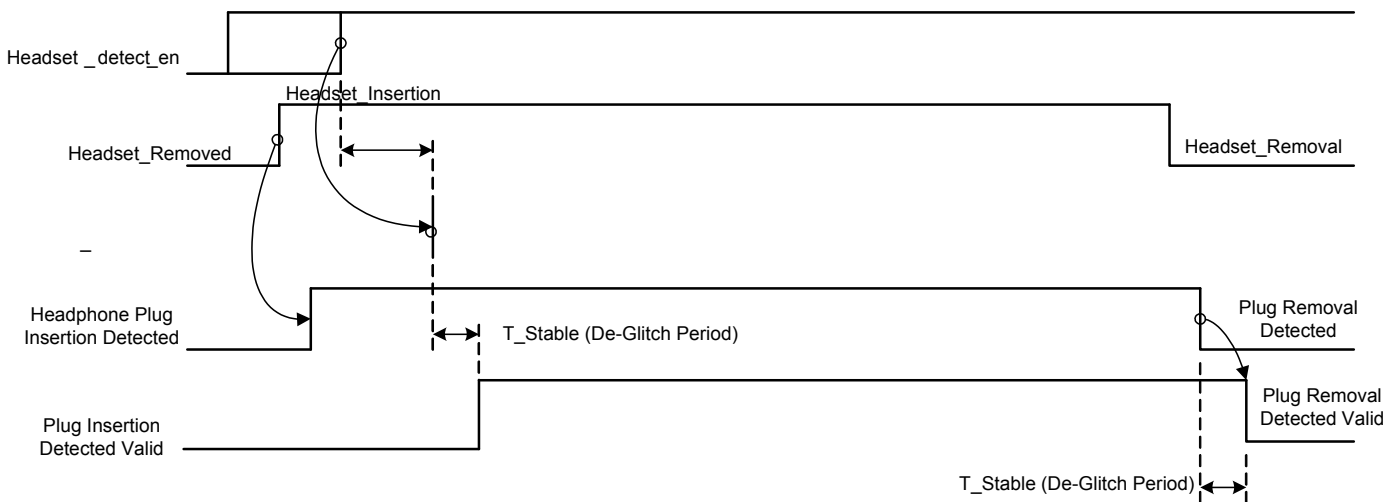 Headset _detect_en
Headset_Insertion
Headset_Removed
Headset_Removal
_
Headphone Plug
Insertion Detected
T_Stable (De-Glitch Period)
Plug Removal
Detected
Plug Insertion
Detected Valid
Plug Removal
Detected Valid
T_Stable (De-Glitch Period)